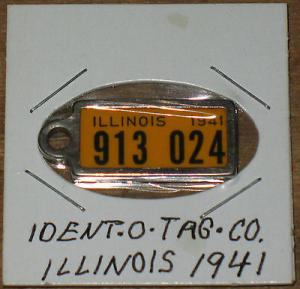 ILLINOIS 1941
913 024
IDENT·O·TAG·CO.
ILLINOIS 1941